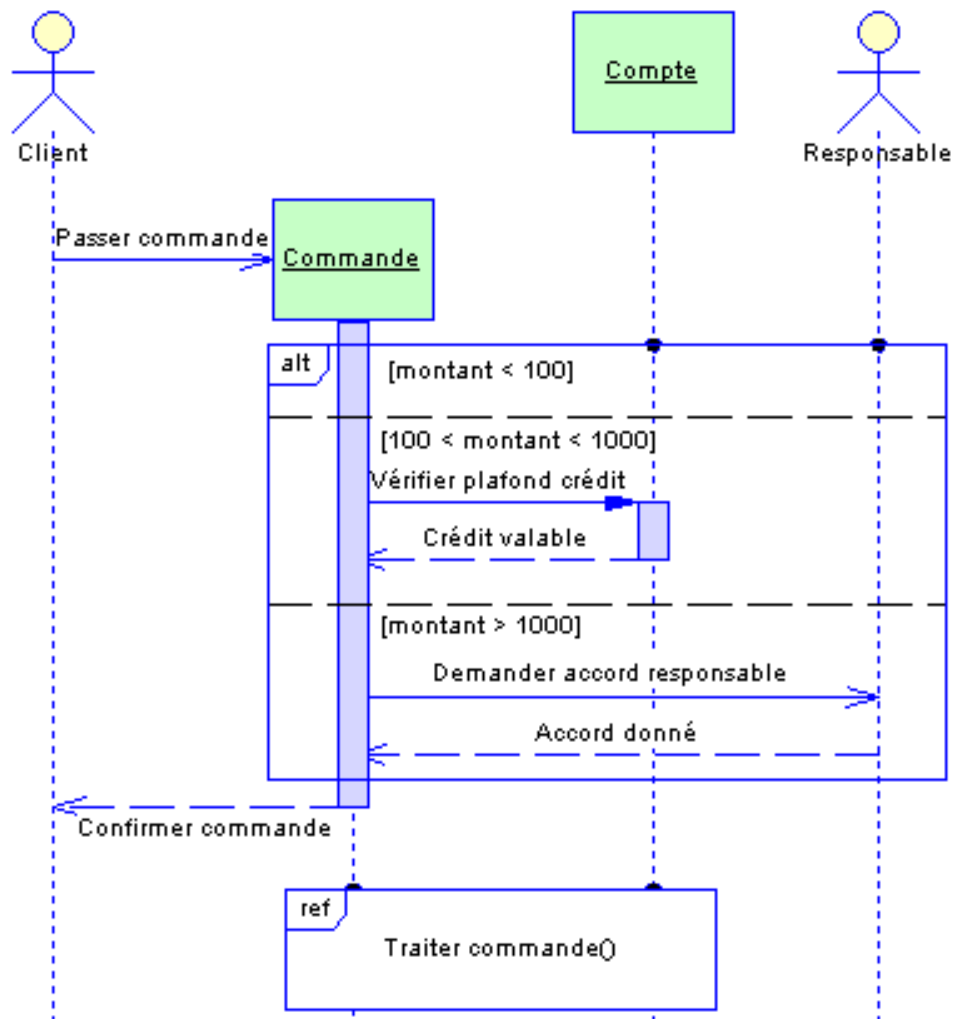 Compte
Client
Responsable
Passer commande
Commande
alt
[montant < 100]
[100 < montant < 1000]
Vérifier plafond crédit
Crédit valable
[montant > 1000]
Demander accord responsable
Accord donné
Confirmer commande
ref
Traiter commande()